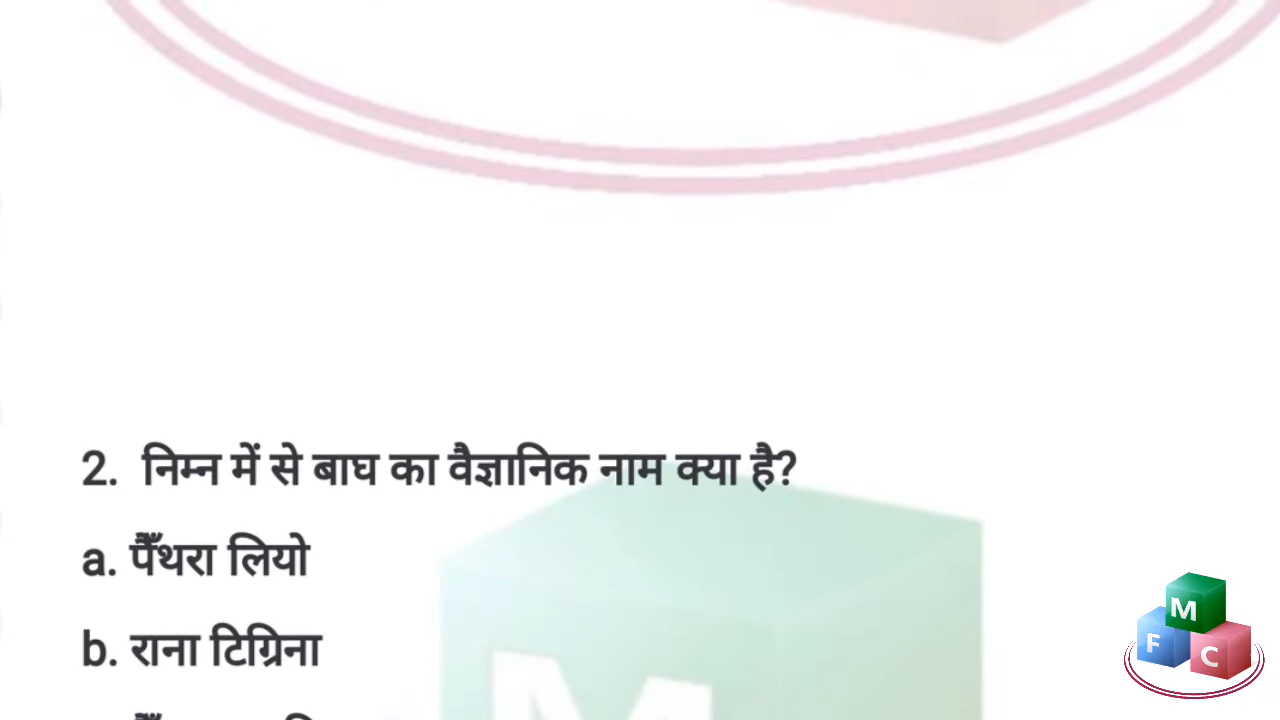 2. निम्न में से बाघ का वैज्ञानिक नाम क्या है?
a. पैँथरा लियो
b. राना टिग्रिना
M
M
F
C